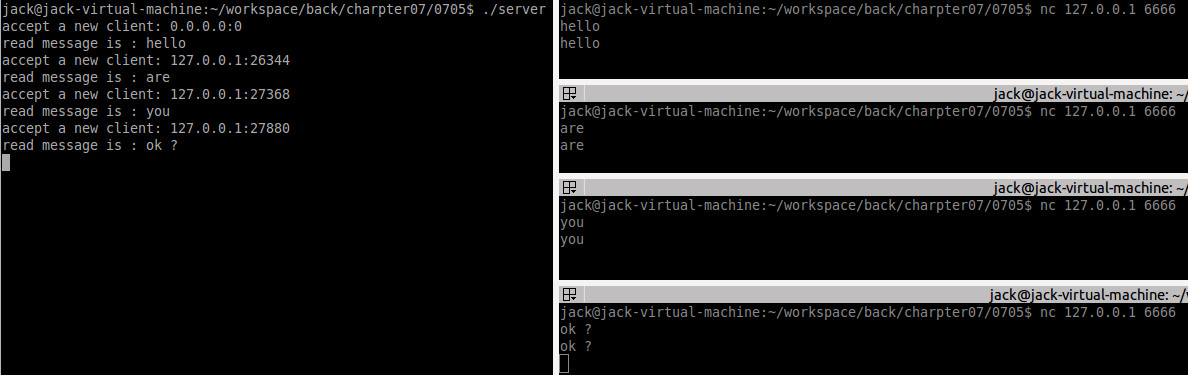 jack@jack-virtual-machine:~/workspace/back/charpter07/0705$ ./server
accept a new client: 0.0.0.0:0
read message is : hello
accept a new client: 127.0.0.1:26344
read message is : are
accept a new client: 127.0.0.1:27368
read message is : you
accept a new client: 127.0.0.1:27880
read message is : ok ?
jack@jack-virtual-machine:~/workspace/back/charpter07/0705$ nc 127.0.0.1 6666
hello
hello
jack@jack-virtual-machine: ~/
jack@jack-virtual-machine:~/workspace/back/charpter07/0705$ nc 127.0.0.1 6666
are
are
jack@jack-virtual-machine: ~/
jack@jack-virtual-machine:~/workspace/back/charpter07/0705$ nc 127.0.0.1 6666
you
you
jack@jack-virtual-machine: ~/
jack@jack-virtual-machine:~/workspace/back/charpter07/0705$ nc 127.0.0.1 6666
ok ?
ok ?